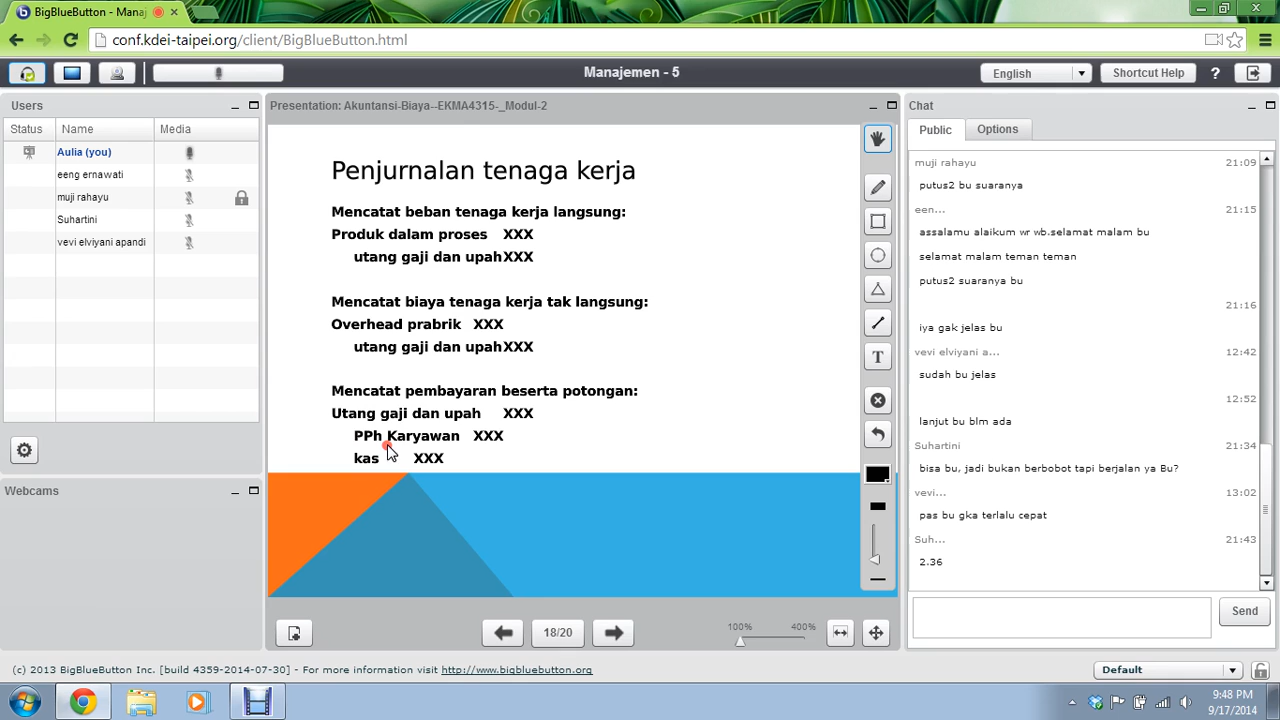 BigBlueButton - Manaj
conf.kdei-taipei.org/client/BigBlueButton.html
Manajemen - 5
English
Shortcut Help
?
Users
Status Name Media
Aulia (you)
eeng ernawati
muji rahayu
Suhartini
vevi elviyani apandi
Webcams
Presentation: Akuntansi-Biaya--EKMA4315-_Modul-2
Penjurnalan tenaga kerja
Mencatat beban tenaga kerja langsung:
Produk dalam proses XXX
utang gaji dan upahXXX
Mencatat biaya tenaga kerja tak langsung:
Overhead prabrik XXX
utang gaji dan upahXXX
Mencatat pembayaran beserta potongan:
Utang gaji dan upah XXX
PPh Karyawan XXX
kas XXX
T
18/20
100% 400%
Chat
Public Options
muji rahayu 21:09
putus2 bu suaranya
een... 21:15
assalamu alaikum wr wb.selamat malam bu
selamat malam teman teman
putus2 suaranya bu
21:16
iya gak jelas bu
vevi elviyani a... 12:42
sudah bu jelas
12:52
lanjut bu blm ada
Suhartini 21:34
bisa bu, jadi bukan berbobot tapi berjalan ya Bu?
vevi... 13:02
pas bu gka terlalu cepat
Suh... 21:43
2.36
Send
(c) 2013 BigBlueButton Inc. [build 4359-2014-07-30] - For more information visit http://www.bigbluebutton.org
Default
9:48 PM
9/17/2014